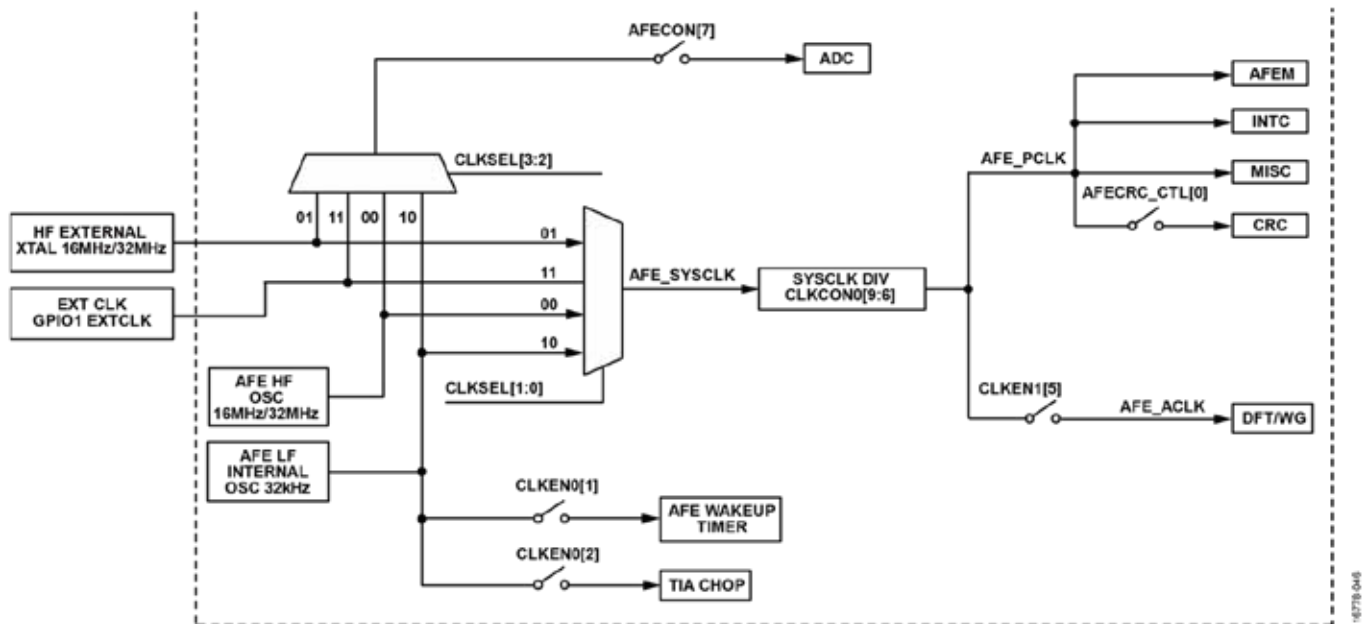 AFECON[7]
ADC
AFEM
INTC
CLKSEL[3:2]
AFE_PCLK
MISC
AFECRC_CTL[0]
CRC
01 11 00 10
HF EXTERNAL
XTAL 16MHz/32MHz
01
11
00
10
AFE_SYSCLK
SYSCLK DIV
CLKCON0[9:6]
EXT CLK
GPIO1 EXTCLK
AFE HF
OSC
16MHz/32MHz
CLKSEL[1:0]
CLKEN1[5]
AFE_ACLK
DFT/WG
AFE LF
INTERNAL
OSC 32kHz
CLKEN0[1]
AFE WAKEUP
TIMER
CLKEN0[2]
TIA CHOP
16778-046